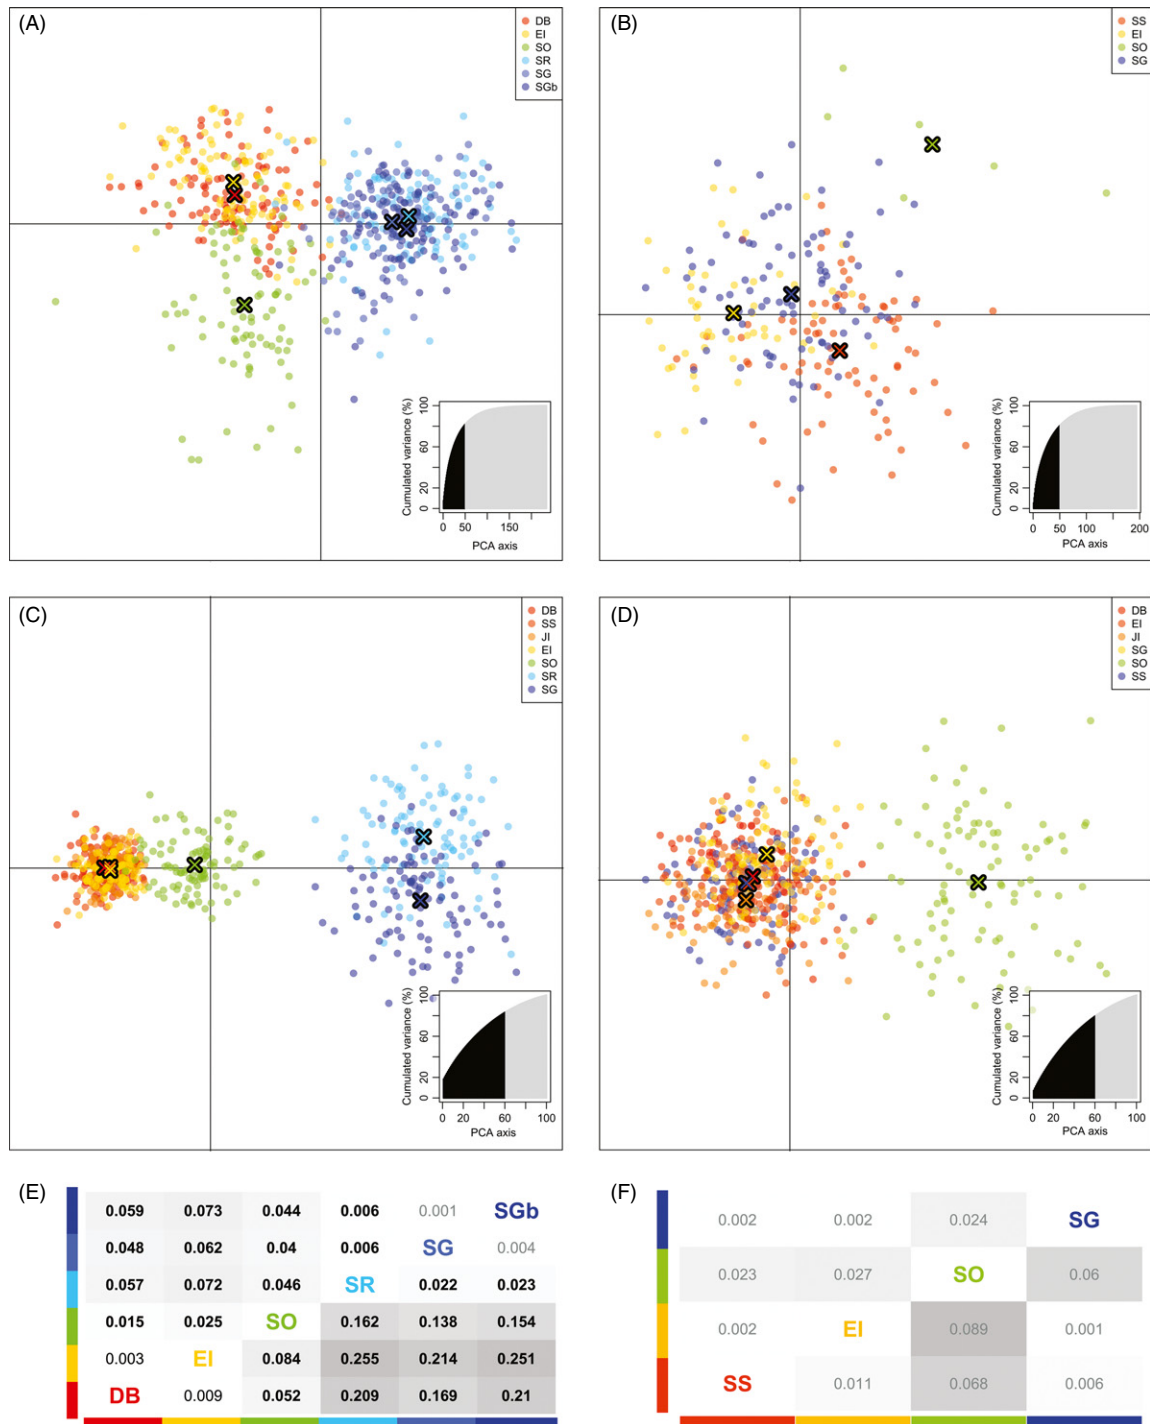 (A)
DB
EI
SO
SR
SG
SGb
Cumulated variance (%)
0 20 60 100
0 50 150
PCA axis
(B)
SS
EI
SO
SG
Cumulated variance (%)
0 20 60 100
0 50 100 150 200
PCA axis
(C)
DB
SS
JI
EI
SO
SR
SG
Cumulated variance (%)
0 20 60 100
0 20 60 100
PCA axis
(D)
DB
EI
JI
SG
SO
SS
Cumulated variance (%)
0 20 60 100
0 20 60 100
PCA axis
(E)
0.059 0.073 0.044 0.006 0.001 SGb
0.048 0.062 0.04 0.006 SG 0.004
0.057 0.072 0.046 SR 0.022 0.023
0.015 0.025 SO 0.162 0.138 0.154
0.003 EI 0.084 0.255 0.214 0.251
DB 0.009 0.052 0.209 0.169 0.21
(F)
0.002 0.002 0.024 SG
0.023 0.027 SO 0.06
0.002 EI 0.089 0.001
SS 0.011 0.068 0.006